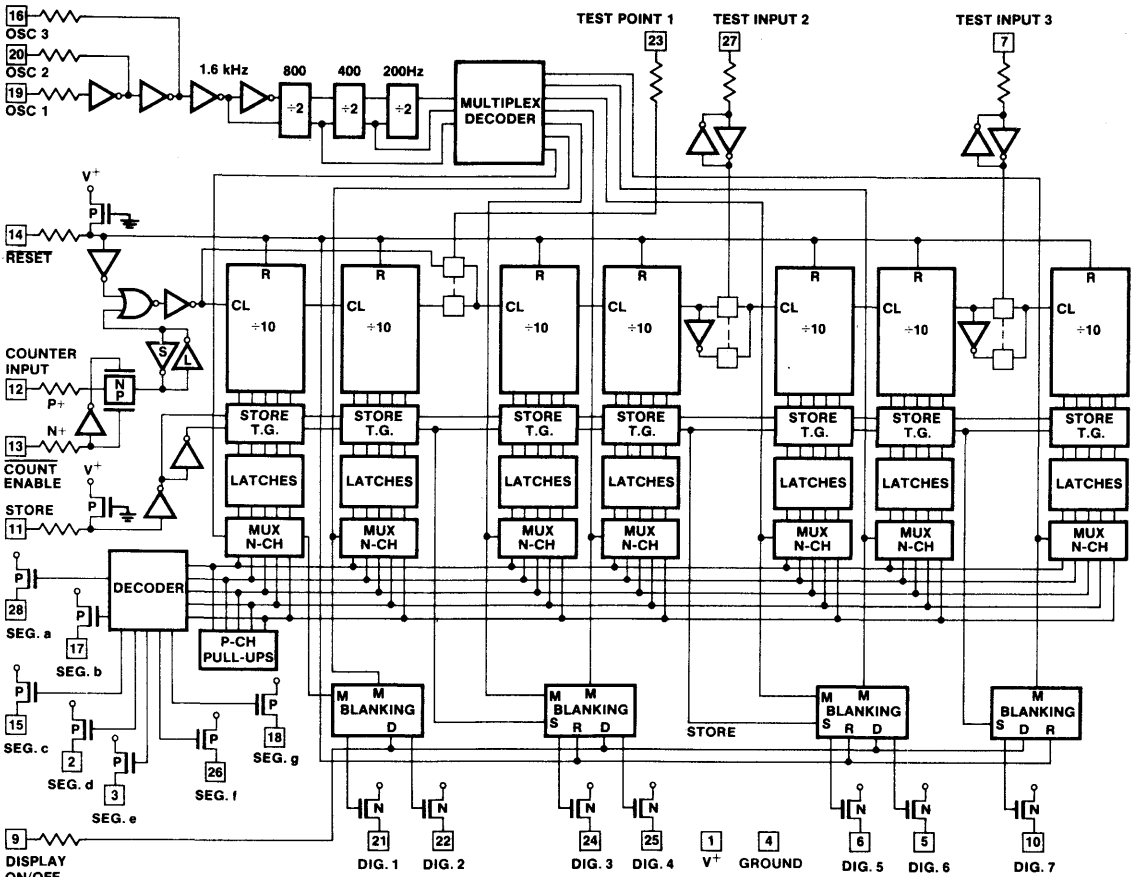 16
OSC 3
20
OSC 2
19
OSC 1
1.6 kHz
800
400
200Hz
÷2
÷2
÷2
MULTIPLEX
DECODER
TEST POINT 1
23
TEST INPUT 2
27
TEST INPUT 3
7
V+
P
14
RESET
R
R
R
R
R
R
R
CL
÷10
CL
÷10
CL
÷10
÷10
CL
÷10
÷10
÷10
S
L
COUNTER
INPUT
12
P+
N
P
N+
13
COUNT
ENABLE
V+
P
STORE
11
STORE
T.G.
STORE
T.G.
STORE
T.G.
STORE
T.G.
STORE
T.G.
STORE
T.G.
STORE
T.G.
LATCHES
LATCHES
LATCHES
LATCHES
LATCHES
LATCHES
LATCHES
MUX
N-CH
MUX
N-CH
MUX
N-CH
MUX
N-CH
MUX
N-CH
MUX
N-CH
MUX
N-CH
DECODER
P-CH
PULL-UPS
P
28
SEG. a
P
17
SEG. b
P
15
SEG. c
P
2
SEG. d
P
3
SEG. e
P
26
SEG. f
P
18
SEG. g
M M
BLANKING
D
M M
BLANKING
S R D
STORE
M M
BLANKING
S R D
M
S BLANKING
D R
9
DISPLAY
ON/OFF
N
21
DIG. 1
N
22
DIG. 2
N
24
DIG. 3
N
25
DIG. 4
1
V+
4
GROUND
N
6
DIG. 5
N
5
DIG. 6
N
10
DIG. 7